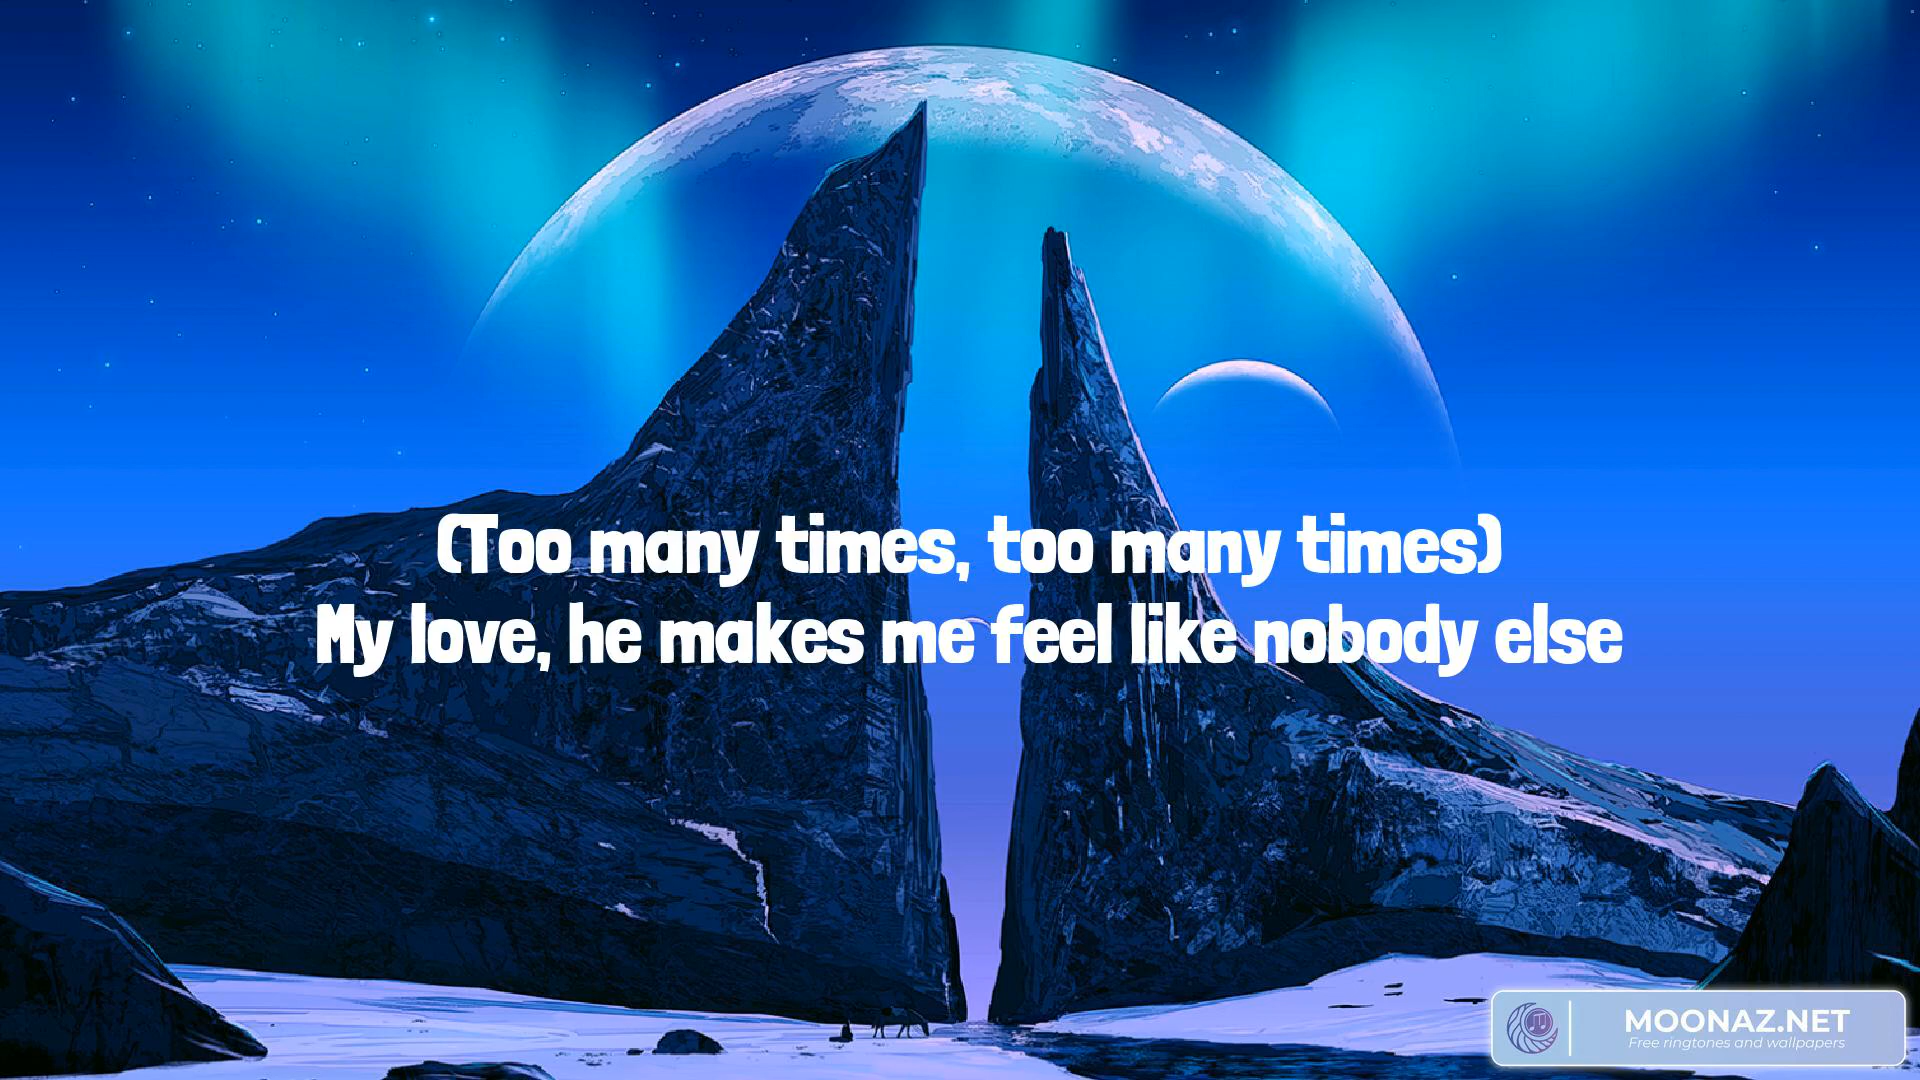 (Too many times, too many times)
My love, he makes me feel like nobody else
MOONAZ.NET
Free ringtones and wallpapers